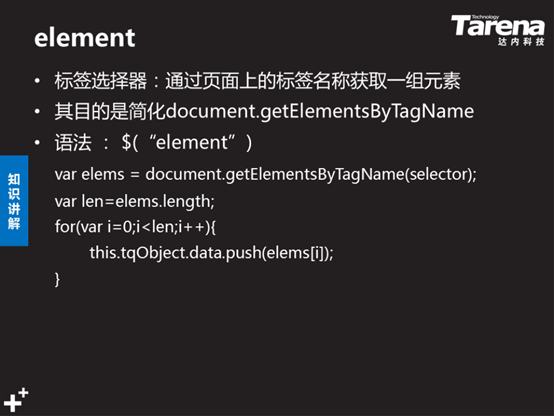 element
Technology
Tarena
达内科技
• 标签选择器：通过页面上的标签名称获取一组元素
• 其目的是简化document.getElementsByTagName
• 语法 ： $(“element”)
var elems = document.getElementsByTagName(selector);
var len=elems.length;
for(var i=0;i<len;i++){
this.tqObject.data.push(elems[i]);
}
知识讲解